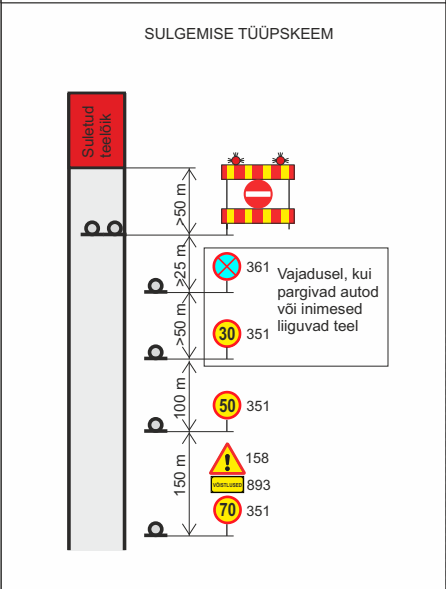 SULGEMISE TÜÜPSKEEM
Suletud
teelõik
>50 m
≥25 m
361
Vajadusel, kui
pargivad autod
või inimesed
liiguvad teel
>50 m
30
351
100 m
50
351
150 m
158
VÕISTLUSED
893
70
351